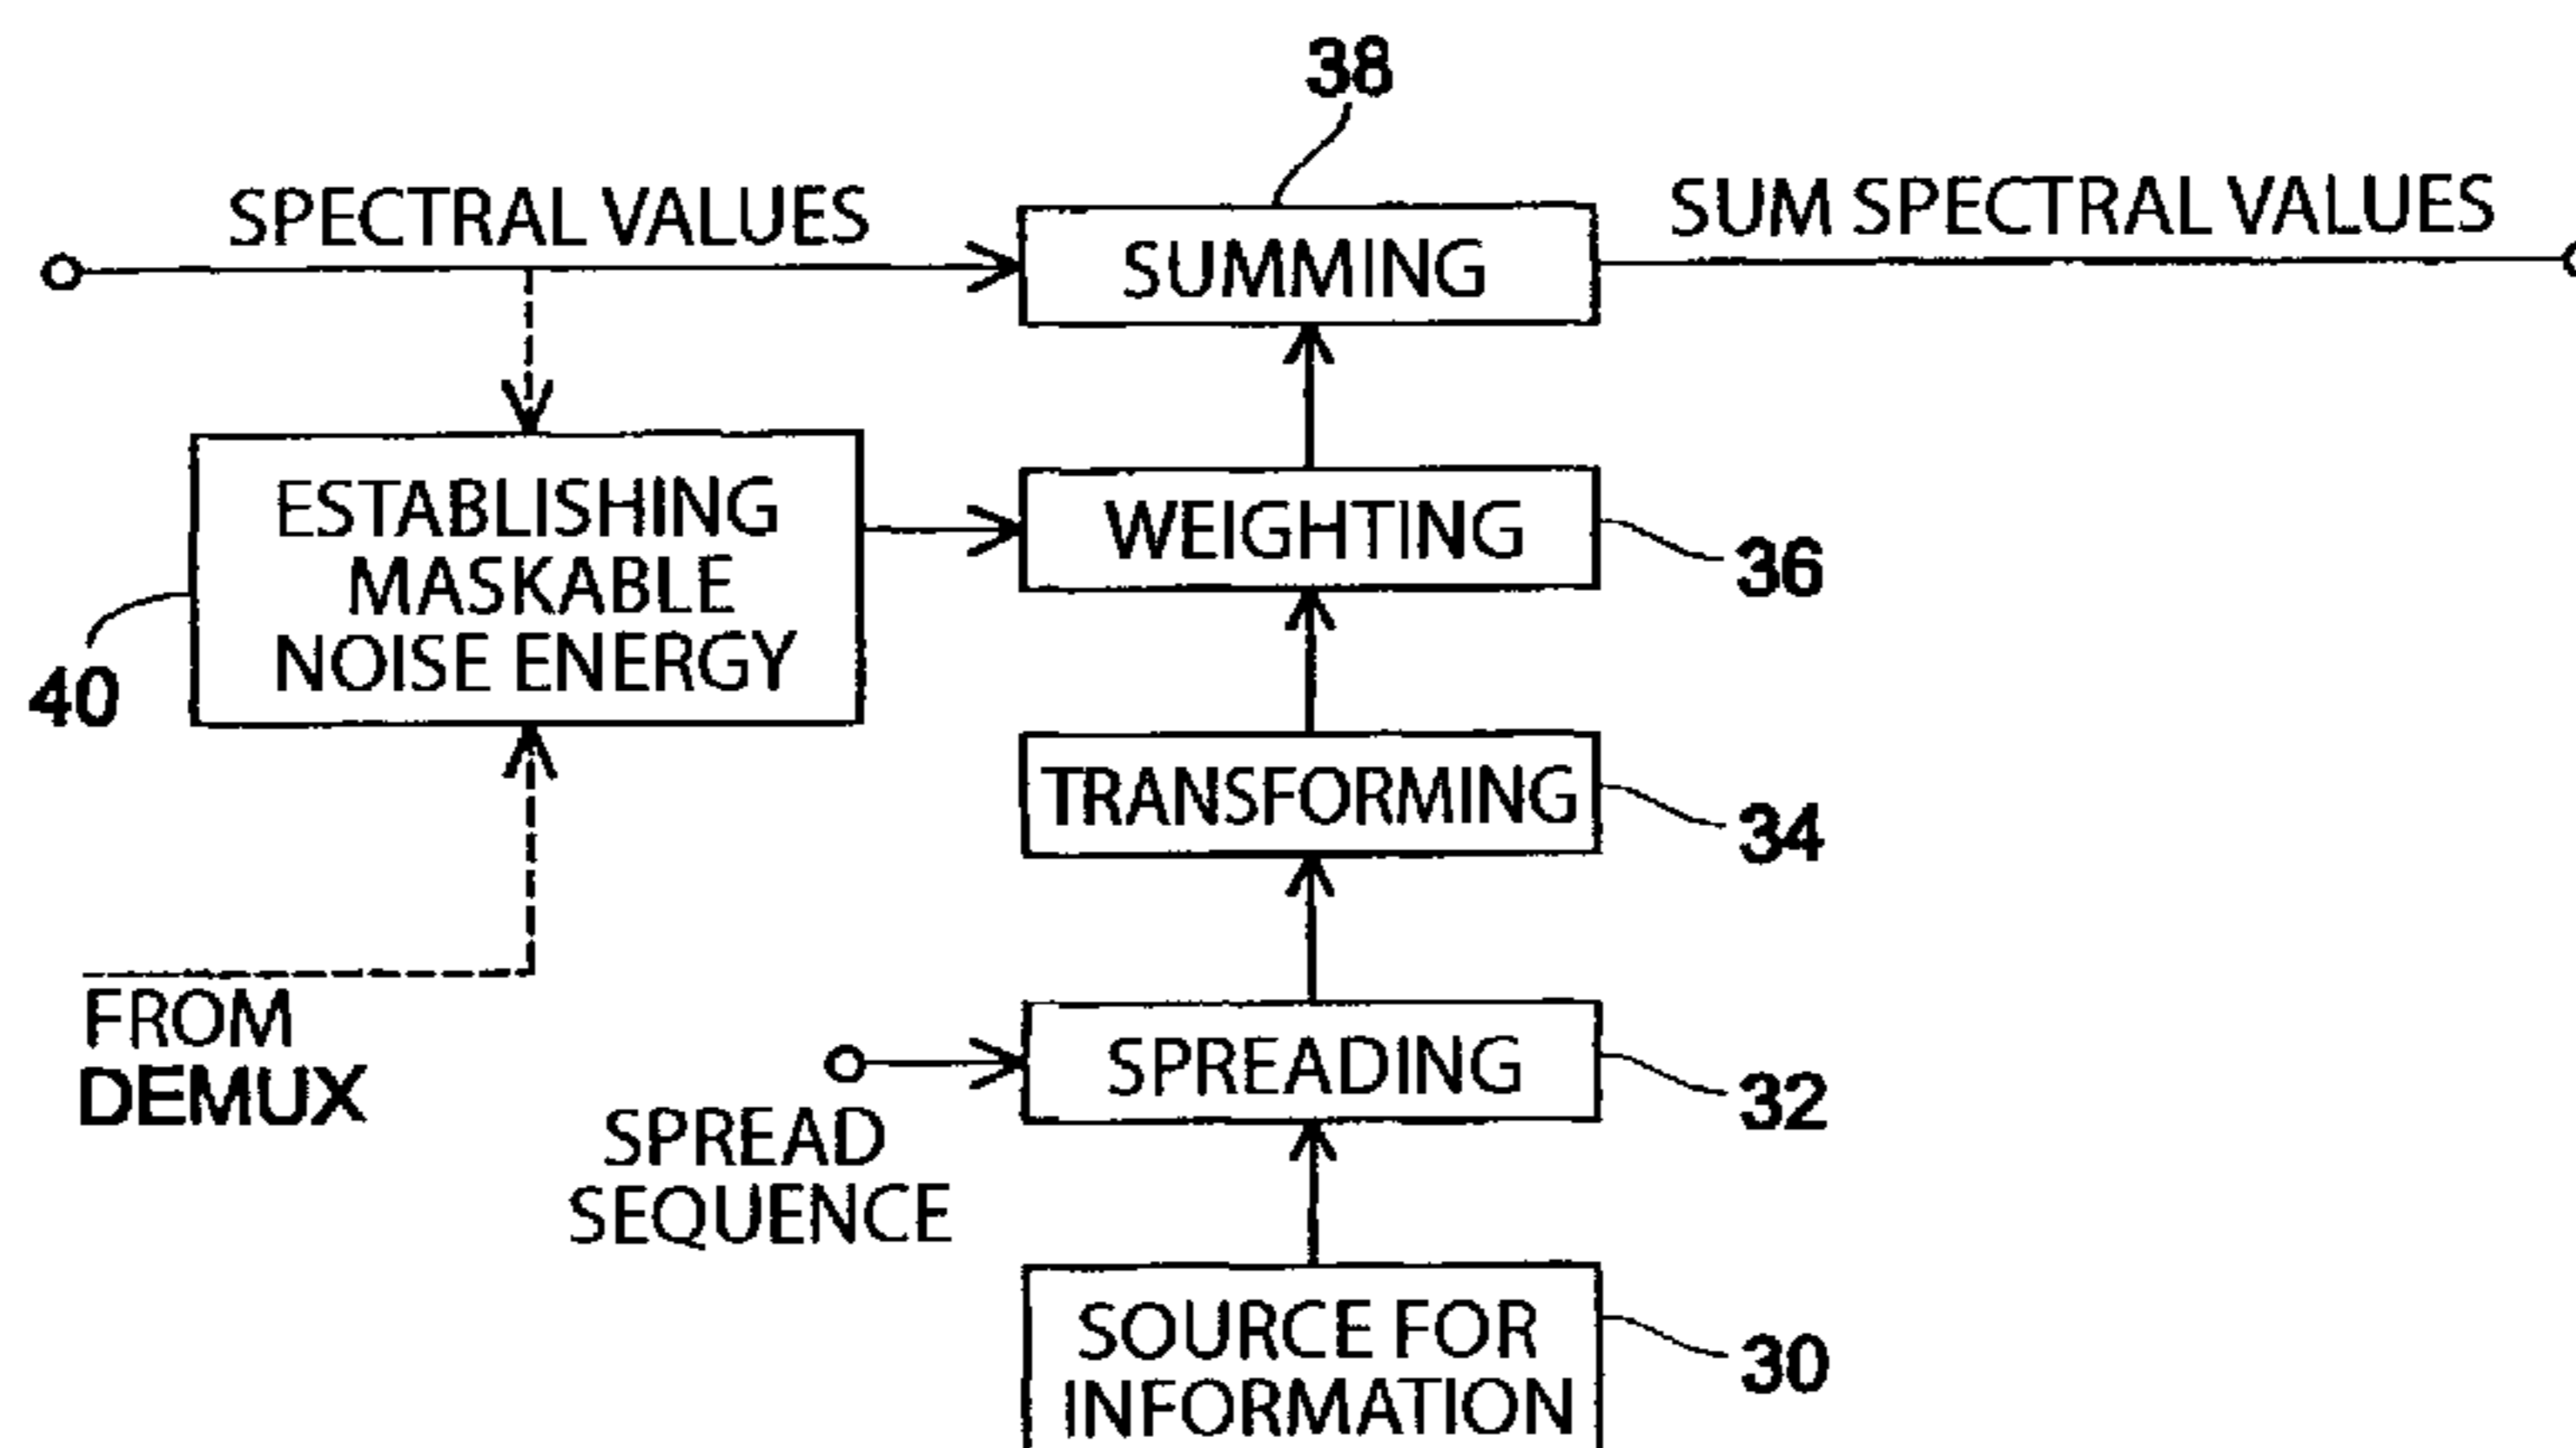 38
SPECTRAL VALUES
SUMMING
SUM SPECTRAL VALUES
ESTABLISHING
MASKABLE
NOISE ENERGY
40
WEIGHTING
36
TRANSFORMING
34
FROM
DEMUX
SPREADING
32
SPREAD
SEQUENCE
SOURCE FOR
INFORMATION
30